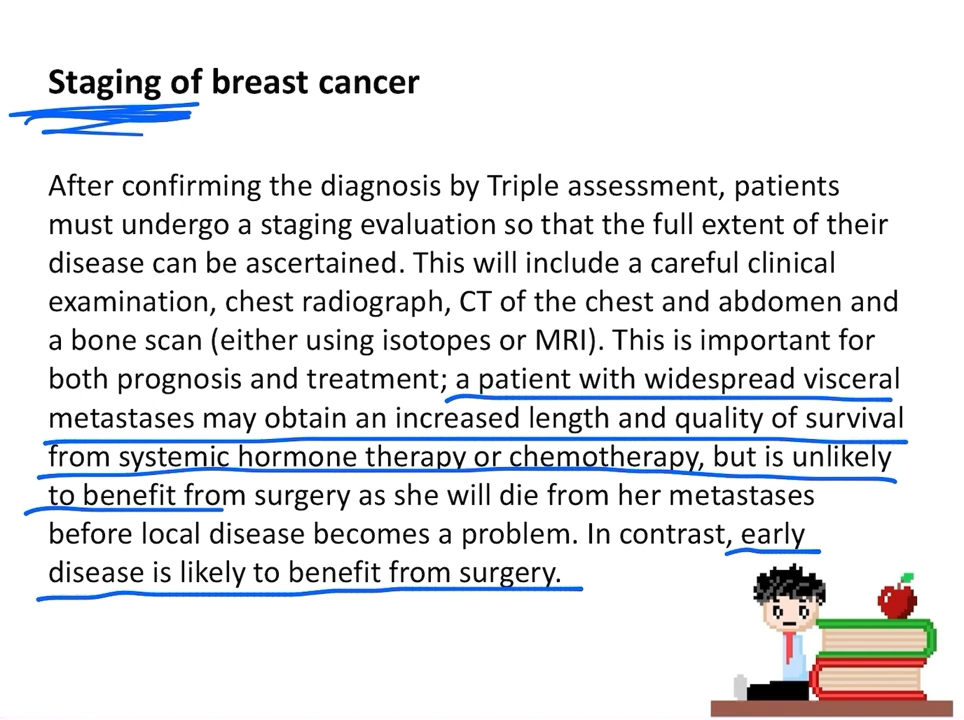 Staging of breast cancer
After confirming the diagnosis by Triple assessment, patients
must undergo a staging evaluation so that the full extent of their
disease can be ascertained. This will include a careful clinical
examination, chest radiograph, CT of the chest and abdomen and
a bone scan (either using isotopes or MRI). This is important for
both prognosis and treatment; a patient with widespread visceral
metastases may obtain an increased length and quality of survival
from systemic hormone therapy or chemotherapy, but is unlikely
to benefit from surgery as she will die from her metastases
before local disease becomes a problem. In contrast, early
disease is likely to benefit from surgery.